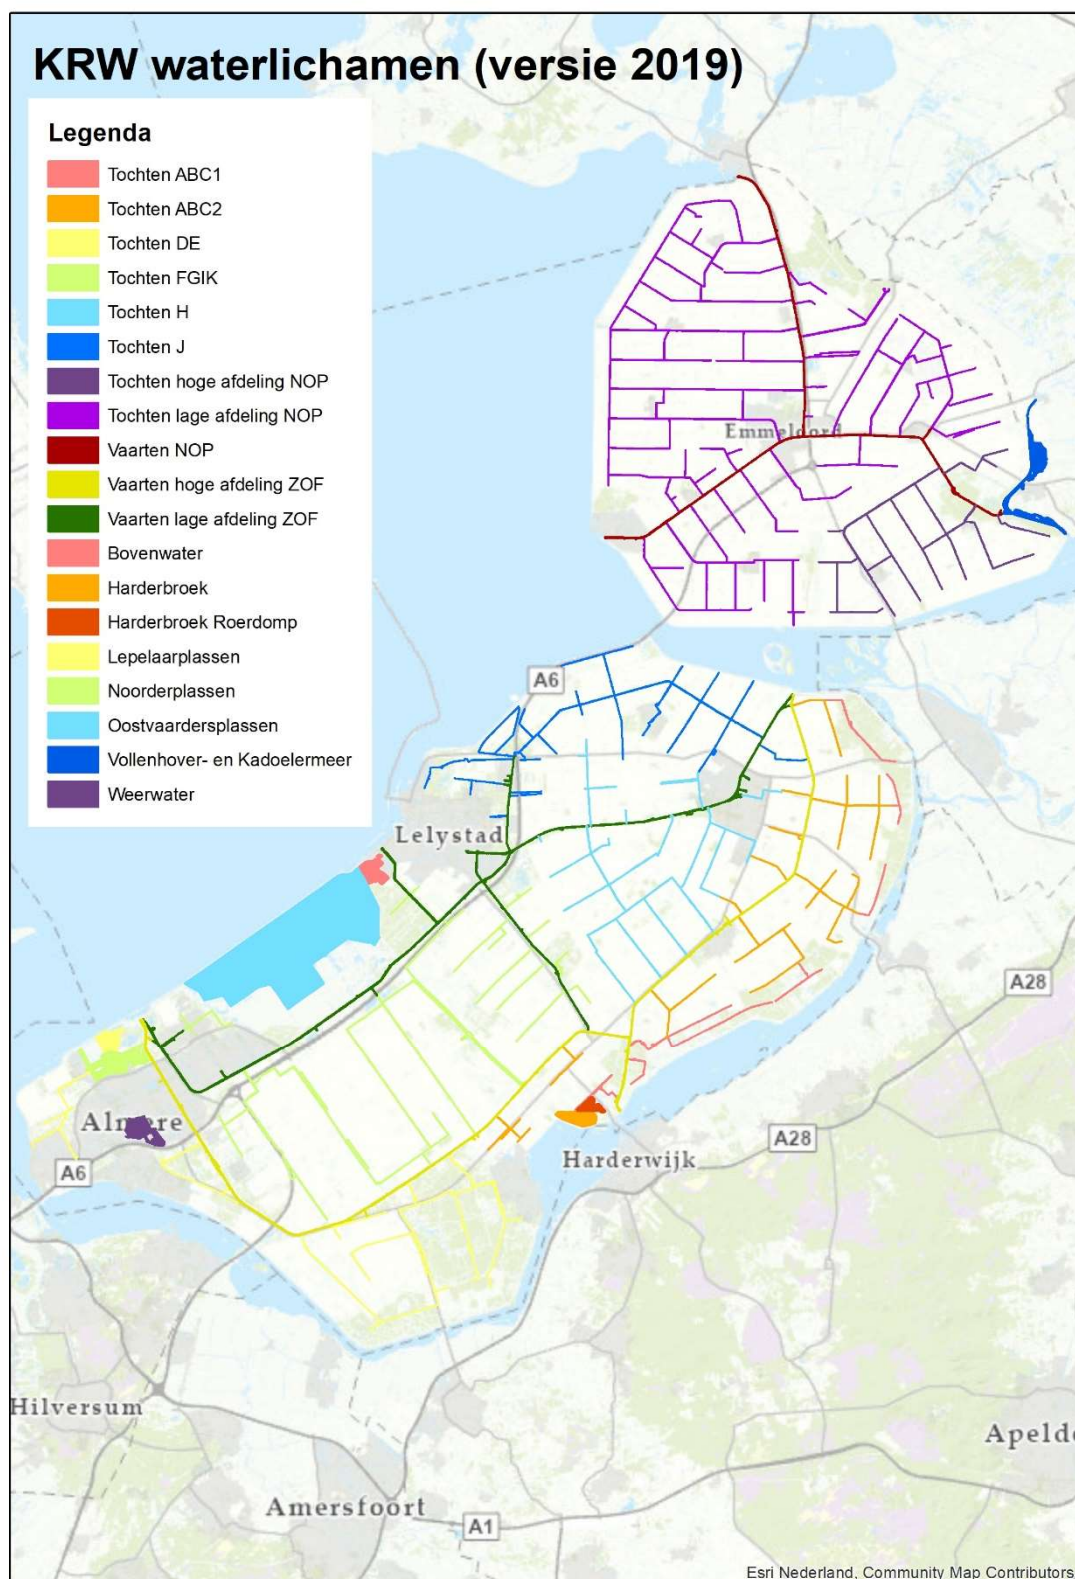 KRW waterlichamen (versie 2019)
Legenda
Tochten ABC1
Tochten ABC2
Tochten DE
Tochten FGIK
Tochten H
Tochten J
Tochten hoge afdeling NOP
Tochten lage afdeling NOP
Vaarten NOP
Vaarten hoge afdeling ZOF
Vaarten lage afdeling ZOF
Bovenwater
Harderbroek
Harderbroek Roerdomp
Lepelaarplassen
Noorderplassen
Oostvaardersplassen
Vollenhover- en Kadoelermeer
Weerwater
Emmeloord
A6
Lelystad
A28
Almere
A28
Harderwijk
A6
Hilversum
Apeldo
Amersfoort
A1
Esri Nederland, Community Map Contributors